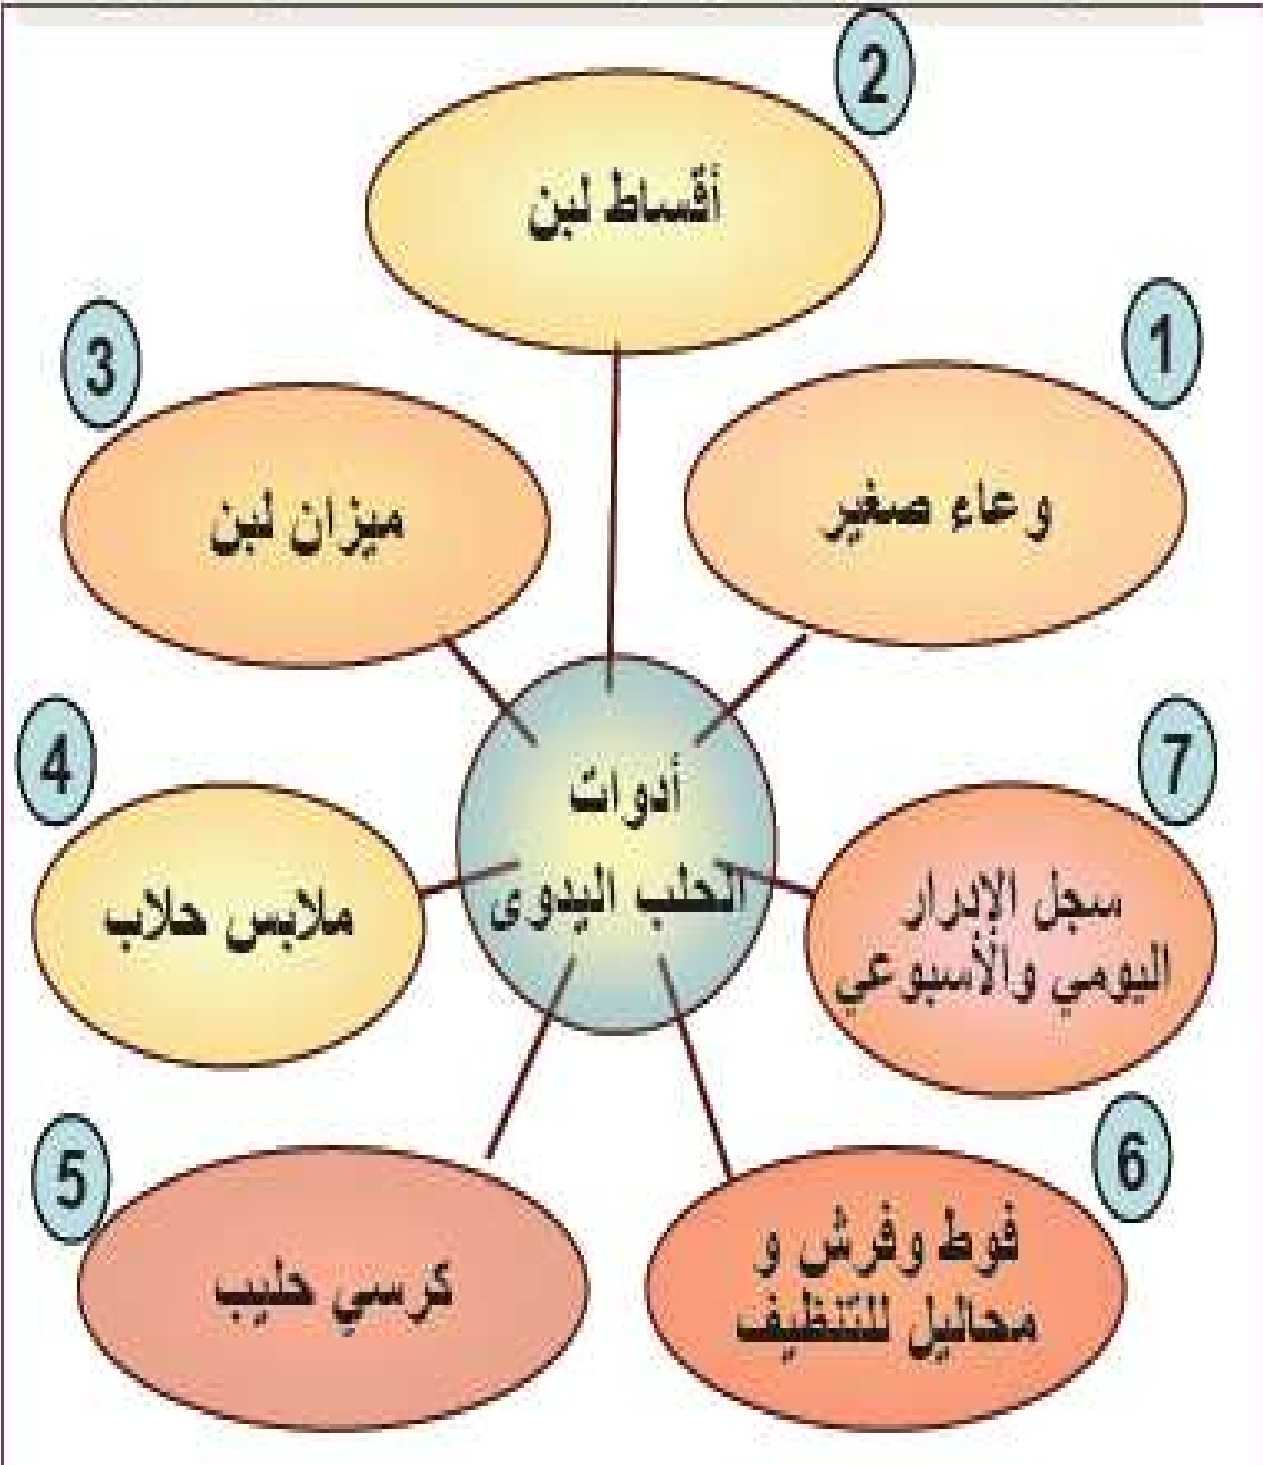 2
أقساط لبن
1
وعاء صغير
3
ميزان لبن
أدوات
الحلب اليدوى
7
سجل الإدرار
اليومي والأسبوعي
4
ملابس حلاب
6
فوط وفرش و
محاليل للتنظيف
5
كرسي حليب